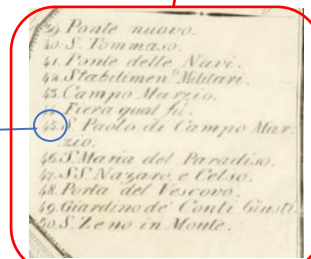 39. Ponte nuovo.
40. S. Tommaso.
41. Ponte delle Navi.
42. Stabilimen.º Militari.
43. Campo Marzio.
44. Fiera qual fù.
45. S. Paolo di Campo Mar-
zio.
46. S. Maria del Paradiso.
47. S.S. Nazaro, e Celso.
48. Porta del Vescovo.
49. Giardino de' Conti Giusti.
50. S. Zeno in Monte.